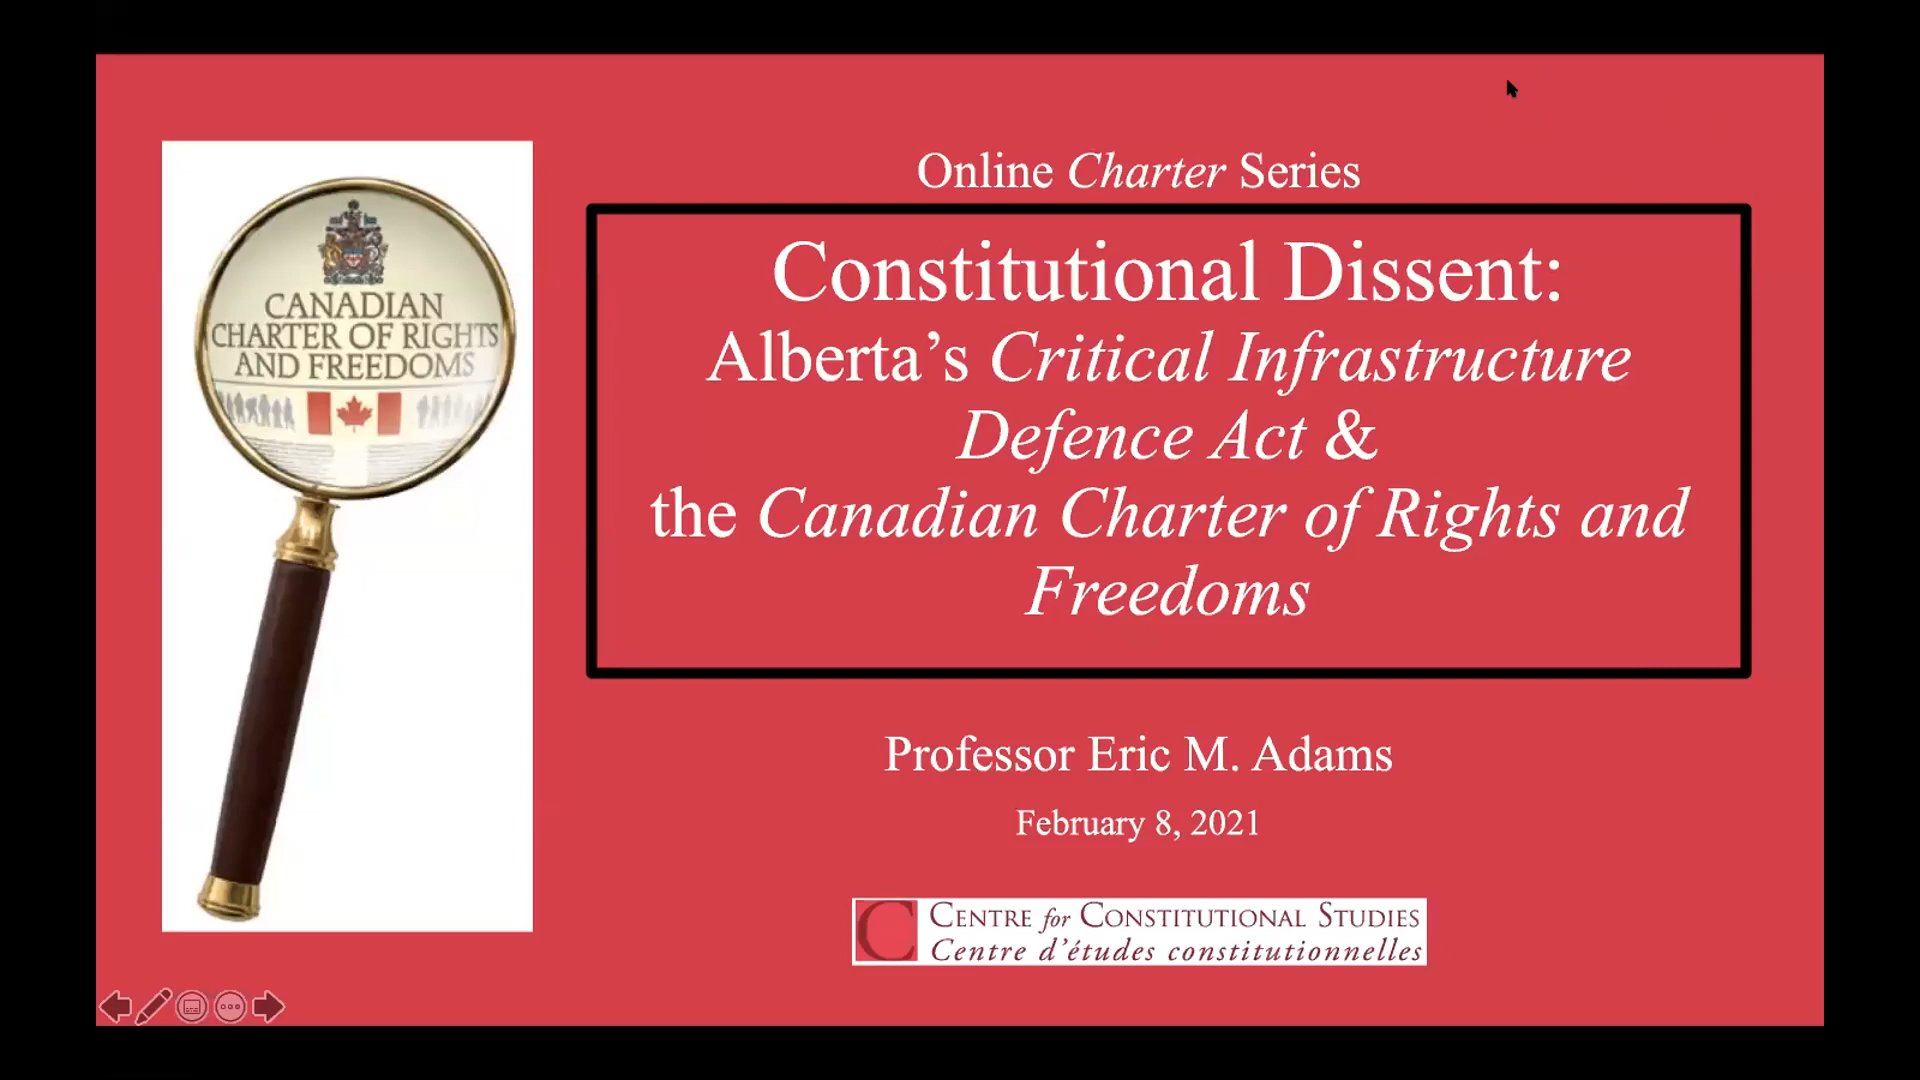 Online Charter Series
Constitutional Dissent:
Alberta’s Critical Infrastructure
Defence Act &
the Canadian Charter of Rights and
Freedoms
Professor Eric M. Adams
February 8, 2021
CANADIAN
CHARTER OF RIGHTS
AND FREEDOMS
C
CENTRE for CONSTITUTIONAL STUDIES
Centre d’études constitutionnelles